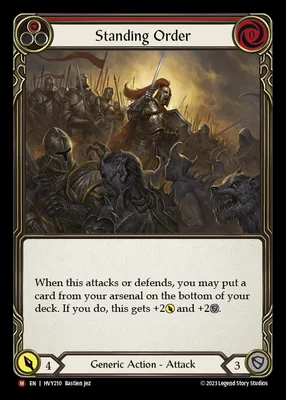 Standing Order
0
When this attacks or defends, you may put a
card from your arsenal on the bottom of your
deck. If you do, this gets +2 and +2.
4
Generic Action - Attack
3
M EN | HVY210 Bastien Jez
© 2023 Legend Story Studios